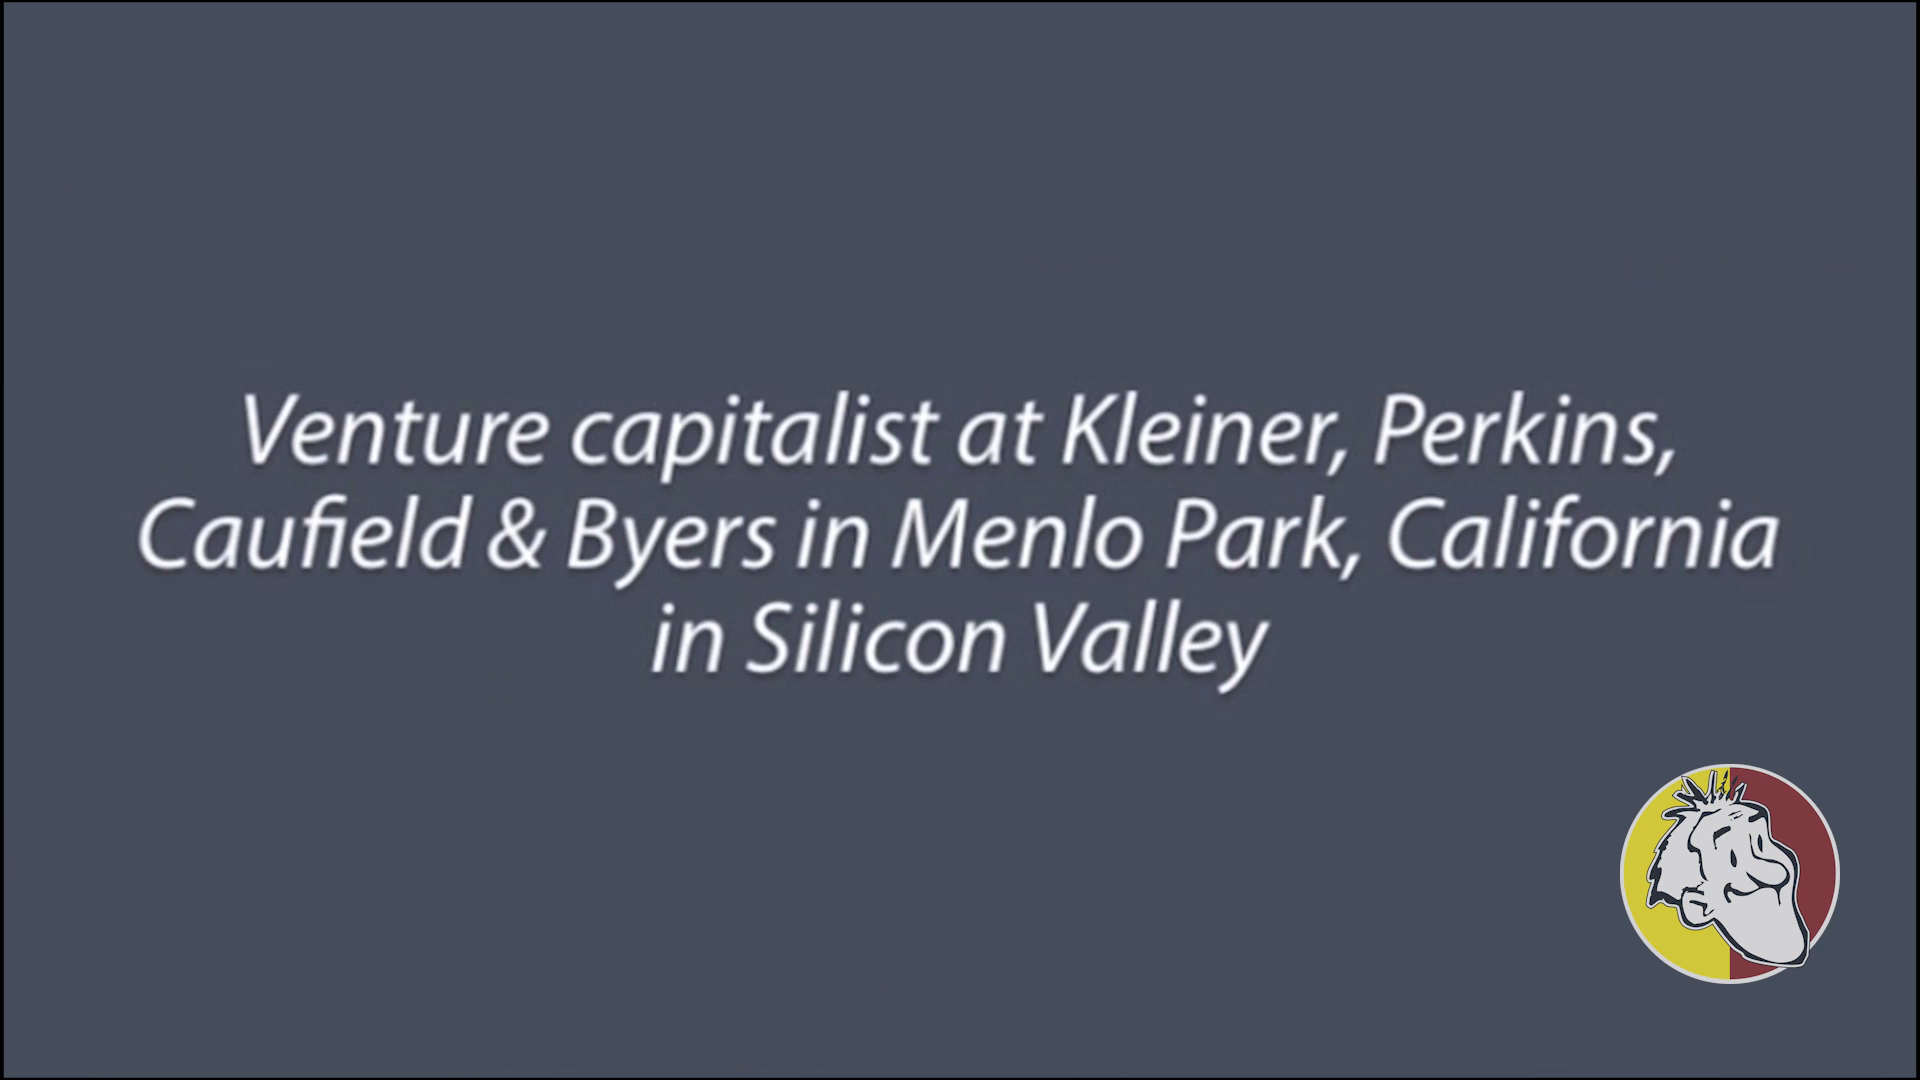 Venture capitalist at Kleiner, Perkins,
Caufield & Byers in Menlo Park, California
in Silicon Valley